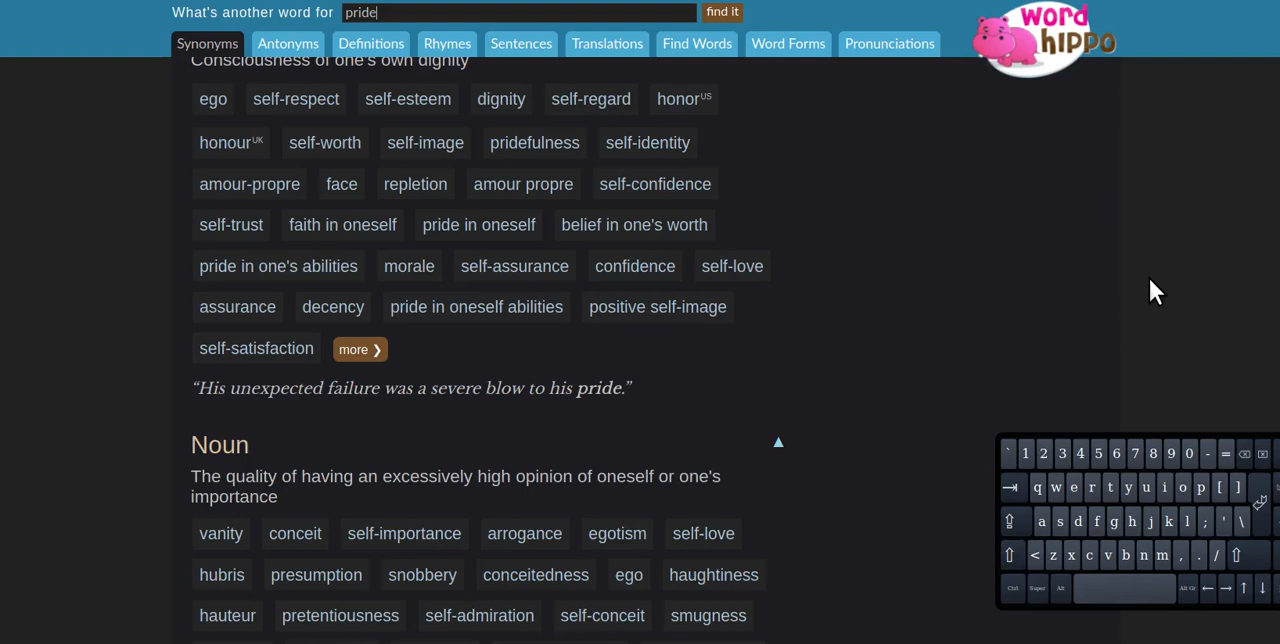 What's another word for pride find it
Synonyms Antonyms Definitions Rhymes Sentences Translations Find Words Word Forms Pronunciations
word hippo
Consciousness of one's own dignity
ego self-respect self-esteem dignity self-regard honor US
honour UK self-worth self-image pridefulness self-identity
amour-propre face repletion amour propre self-confidence
self-trust faith in oneself pride in oneself belief in one's worth
pride in one's abilities morale self-assurance confidence self-love
assurance decency pride in oneself abilities positive self-image
self-satisfaction more ❯
“His unexpected failure was a severe blow to his pride.”
Noun ▲
The quality of having an excessively high opinion of oneself or one's
importance
vanity conceit self-importance arrogance egotism self-love
hubris presumption snobbery conceitedness ego haughtiness
hauteur pretentiousness self-admiration self-conceit smugness
` 1 2 3 4 5 6 7 8 9 0 - =
q w e r t y u i o p [ ]
a s d f g h j k l ; ' \
< z x c v b n m , . /
Ctrl Super Alt Alt Gr ← → ↑ ↓